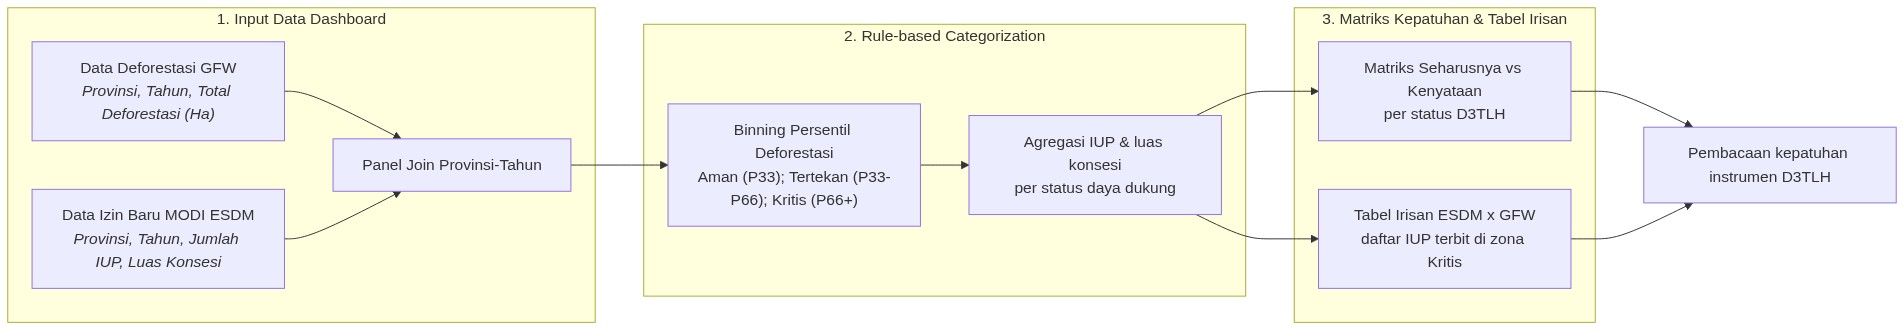 1. Input Data Dashboard
Data Deforestasi GFW
Provinsi, Tahun, Total
Deforestasi (Ha)
Data Izin Baru MODI ESDM
Provinsi, Tahun, Jumlah
IUP, Luas Konsesi
Panel Join Provinsi-Tahun
2. Rule-based Categorization
Binning Persentil
Deforestasi
Aman (P33); Tertekan (P33-
P66); Kritis (P66+)
Agregasi IUP & luas
konsesi
per status daya dukung
3. Matriks Kepatuhan & Tabel Irisan
Matriks Seharusnya vs
Kenyataan
per status D3TLH
Tabel Irisan ESDM x GFW
daftar IUP terbit di zona
Kritis
Pembacaan kepatuhan
instrumen D3TLH